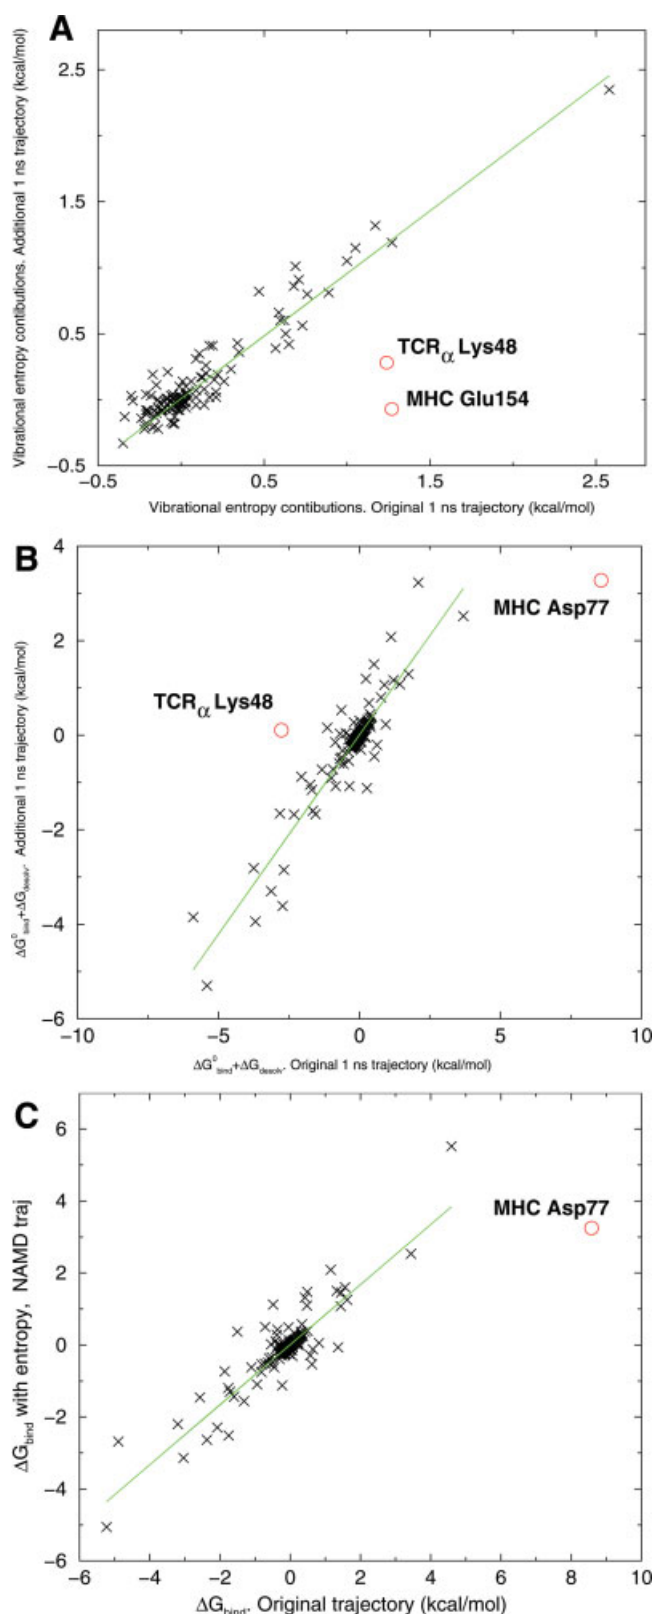 A
Vibrational entropy contibutions. Additional 1 ns trajectory (kcal/mol)
2.5
1.5
0.5
−0.5
TCRα Lys48
MHC Glu154
−0.5 0.5 1.5 2.5
Vibrational entropy contibutions. Original 1 ns trajectory (kcal/mol)
B
ΔG⁰bind+ΔGdesolv. Additional 1 ns trajectory (kcal/mol)
4
2
0
−2
−4
−6
MHC Asp77
TCRα Lys48
−10 −5 0 5 10
ΔG⁰bind+ΔGdesolv. Original 1 ns trajectory (kcal/mol)
C
ΔGbind with entropy, NAMD traj
6
4
2
0
−2
−4
−6
MHC Asp77
−6 −4 −2 0 2 4 6 8 10
ΔGbind, Original trajectory (kcal/mol)